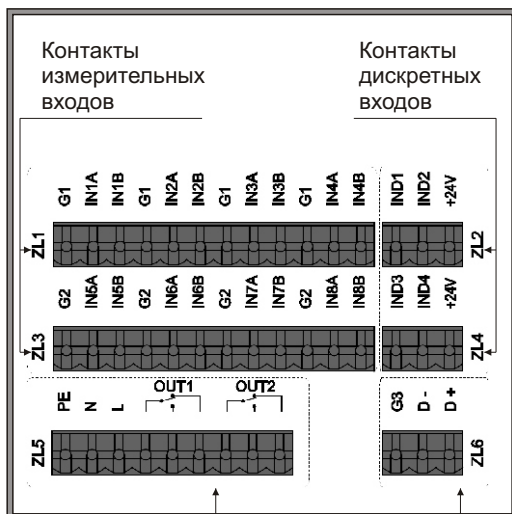 Контакты
измерительных
входов
Контакты
дискретных
входов
G1 IN1A IN1B G1 IN2A IN2B G1 IN3A IN3B G1 IN4A IN4B
IND1 IND2 +24V
ZL1
ZL2
G2 IN5A IN5B G2 IN6A IN6B G2 IN7A IN7B G2 IN8A IN8B
IND3 IND4 +24V
ZL3
ZL4
PE N L OUT1 OUT2
G3 D - D +
ZL5
ZL6